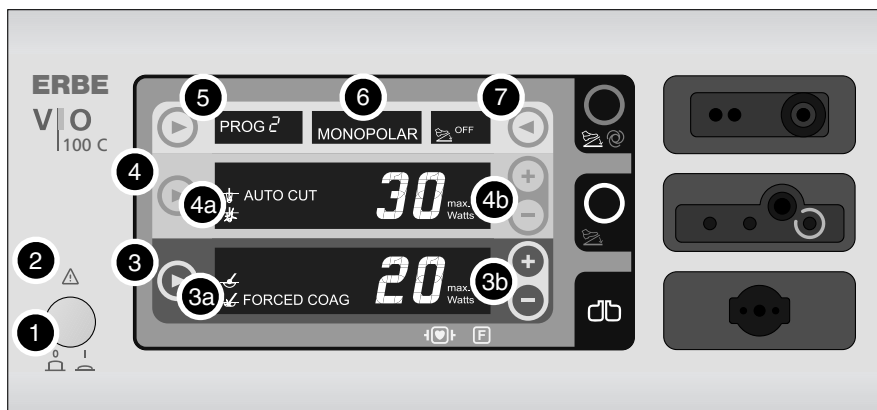 ERBE
VIO
100 C
5
6
7
PROG 2
MONOPOLAR
OFF
4
4a
AUTO CUT
30
max.
Watts
4b
+
−
3
3a
FORCED COAG
20
max.
Watts
3b
+
−
2
1
0 I
F